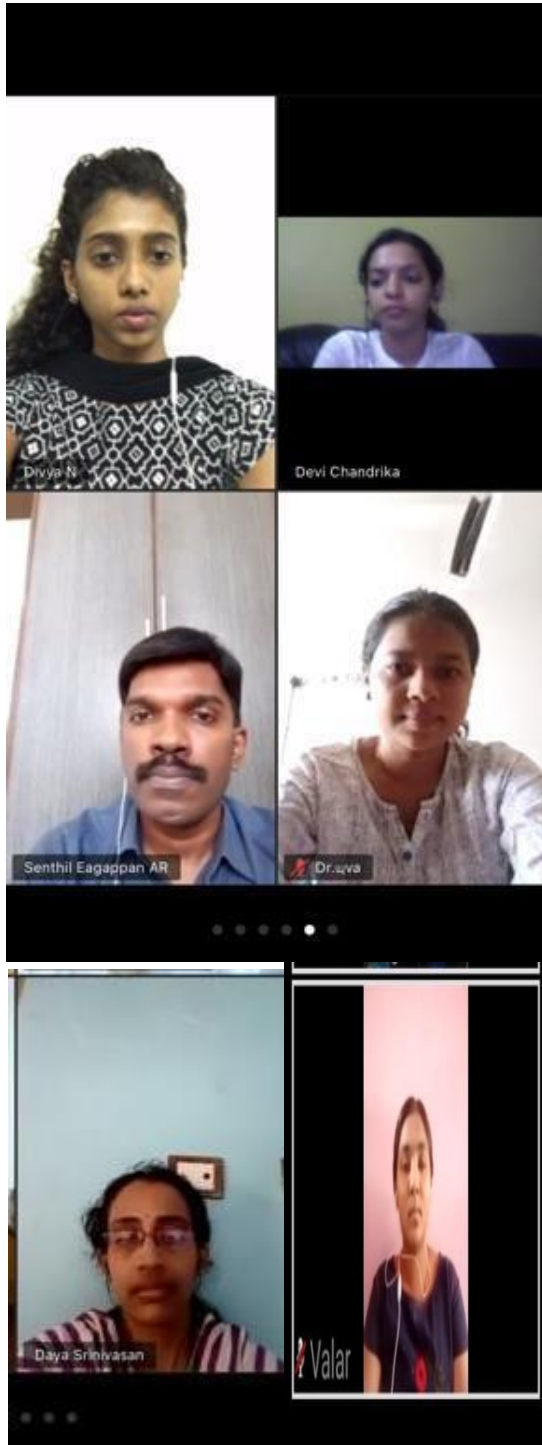 Divya N
Devi Chandrika
Senthil Eagappan AR
Daya Srinivasan
Valar